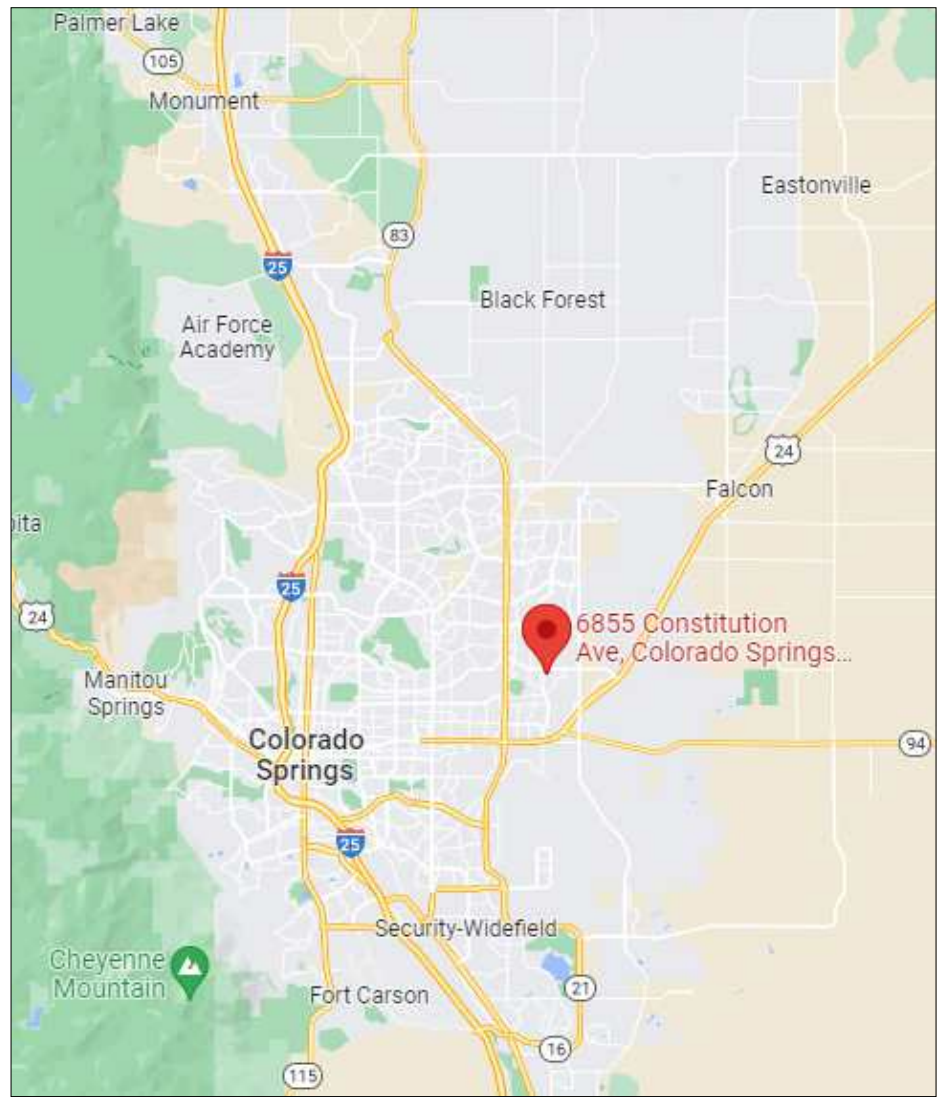 Palmer Lake
105
Monument
Eastonville
83
25
Black Forest
Air Force
Academy
24
Falcon
ita
25
24
6855 Constitution
Ave, Colorado Springs...
Manitou
Springs
Colorado
Springs
94
25
Security-Widefield
Cheyenne
Mountain
Fort Carson
21
16
115